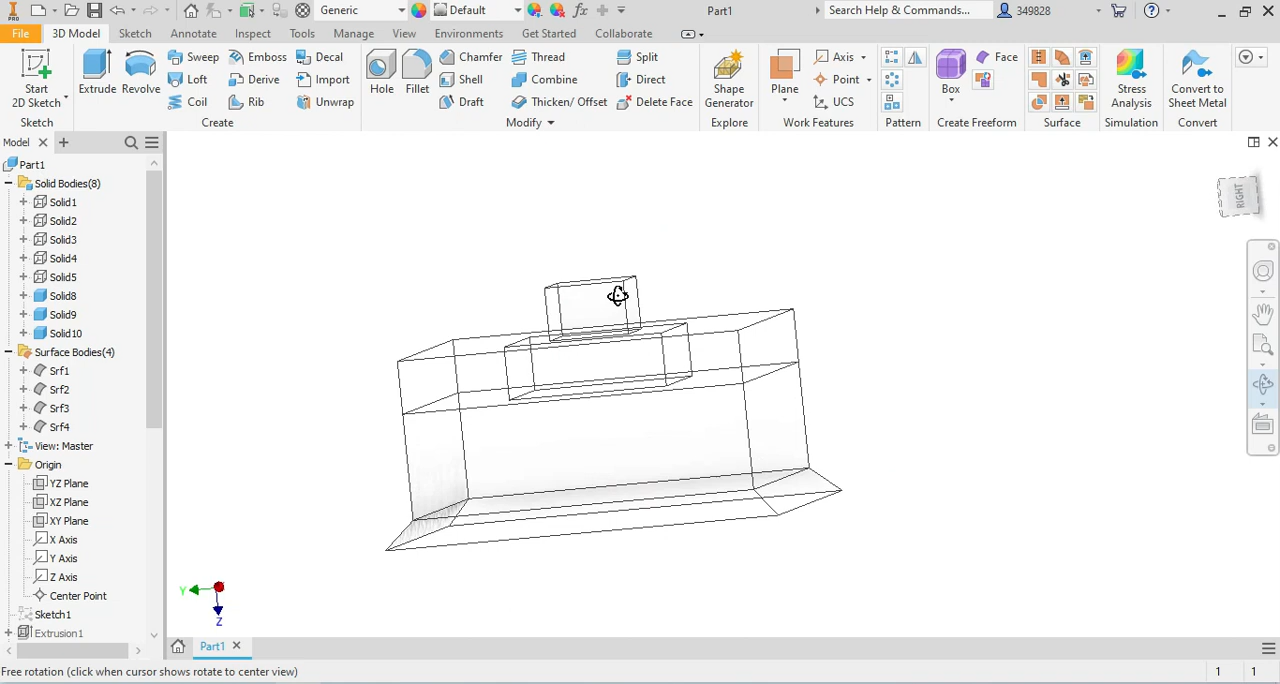 PRO Generic Default fx Part1 Search Help & Commands... 349828
File 3D Model Sketch Annotate Inspect Tools Manage View Environments Get Started Collaborate
Start 2D Sketch Extrude Revolve Sweep Emboss Decal Hole Fillet Chamfer Thread Split Shape Generator Plane Axis Box Face Stress Analysis Convert to Sheet Metal
Loft Derive Import Shell Combine Direct Point
Coil Rib Unwrap Draft Thicken/ Offset Delete Face UCS
Sketch Create Modify Explore Work Features Pattern Create Freeform Surface Simulation Convert
Model
Part1
Solid Bodies(8)
Solid1
Solid2
Solid3
Solid4
Solid5
Solid8
Solid9
Solid10
Surface Bodies(4)
Srf1
Srf2
Srf3
Srf4
View: Master
Origin
YZ Plane
XZ Plane
XY Plane
X Axis
Y Axis
Z Axis
Center Point
Sketch1
Extrusion1
RIGHT
Y
Z
Part1
Free rotation (click when cursor shows rotate to center view) 1 1